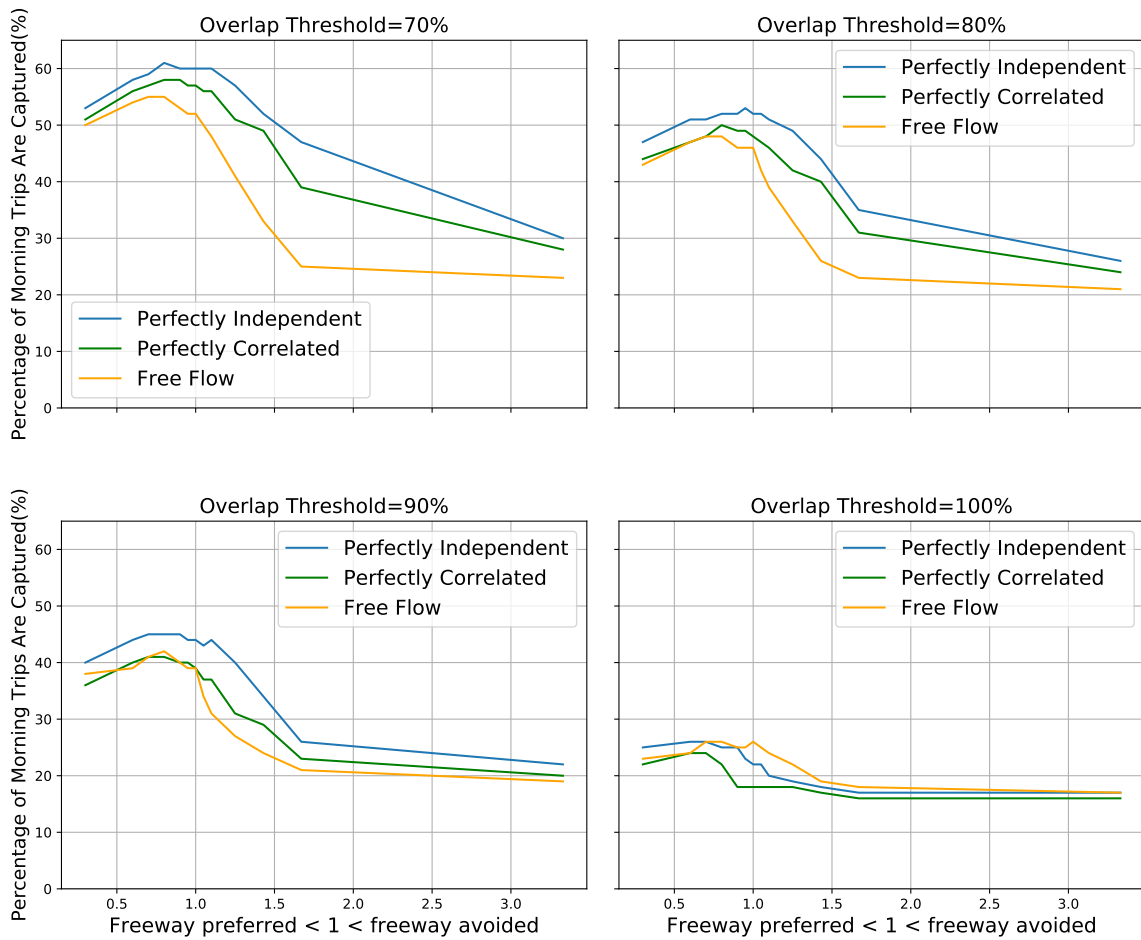 Overlap Threshold=70%
Percentage of Morning Trips Are Captured(%)
60
50
40
30
20
10
0
Perfectly Independent
Perfectly Correlated
Free Flow
Overlap Threshold=80%
Perfectly Independent
Perfectly Correlated
Free Flow
Overlap Threshold=90%
Percentage of Morning Trips Are Captured(%)
60
50
40
30
20
10
0
Perfectly Independent
Perfectly Correlated
Free Flow
0.5 1.0 1.5 2.0 2.5 3.0
Freeway preferred < 1 < freeway avoided
Overlap Threshold=100%
Perfectly Independent
Perfectly Correlated
Free Flow
0.5 1.0 1.5 2.0 2.5 3.0
Freeway preferred < 1 < freeway avoided